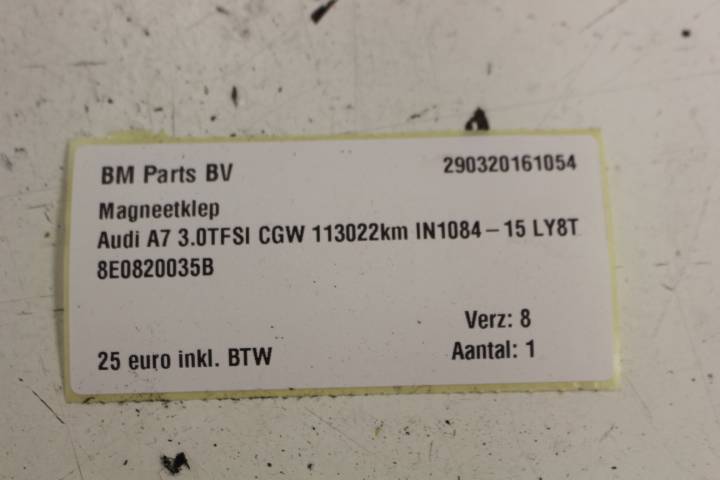 BM Parts BV 290320161054
Magneetklep
Audi A7 3.0TFSI CGW 113022km IN1084-15 LY8T
8E0820035B
Verz: 8
25 euro inkl. BTW Aantal: 1